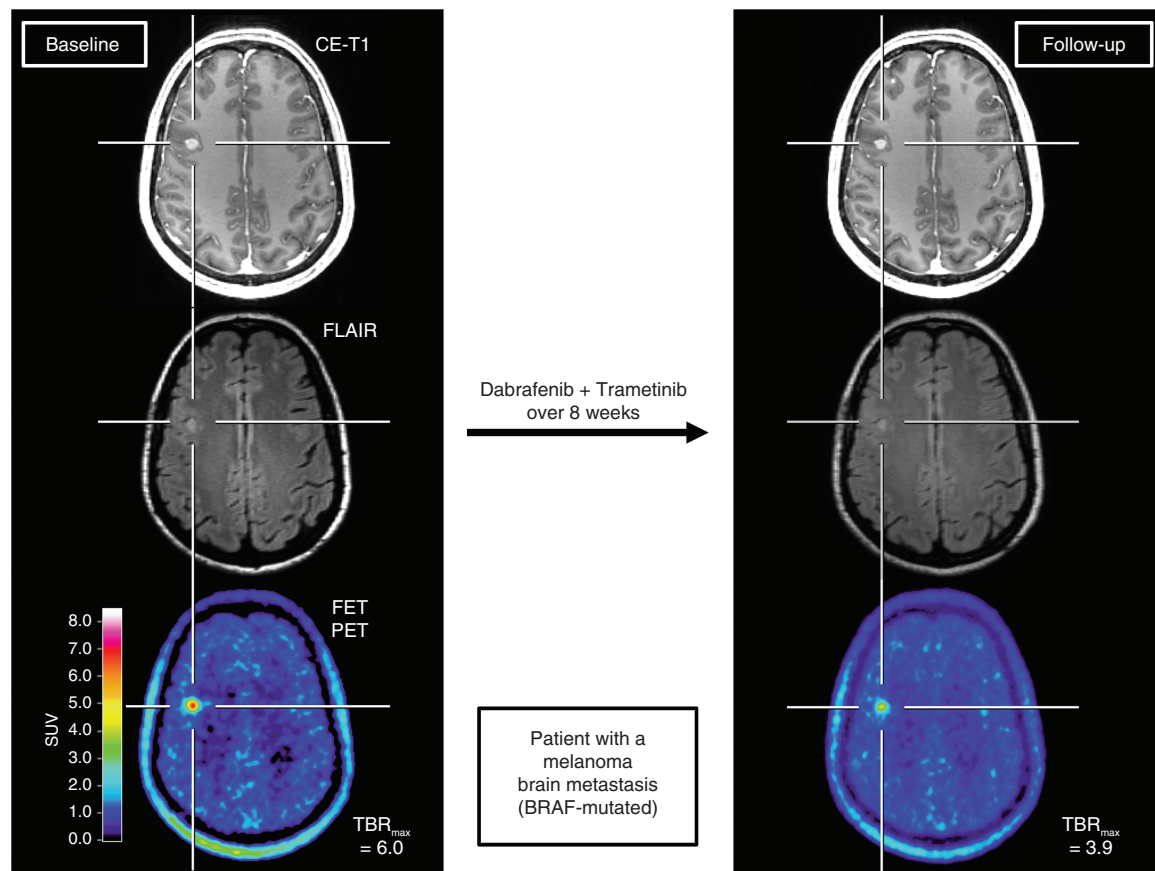 Baseline
CE-T1
Follow-up
FLAIR
Dabrafenib + Trametinib
over 8 weeks
FET
PET
8.0
7.0
6.0
5.0
4.0
3.0
2.0
1.0
0.0
SUV
TBRmax
= 6.0
Patient with a
melanoma
brain metastasis
(BRAF-mutated)
TBRmax
= 3.9